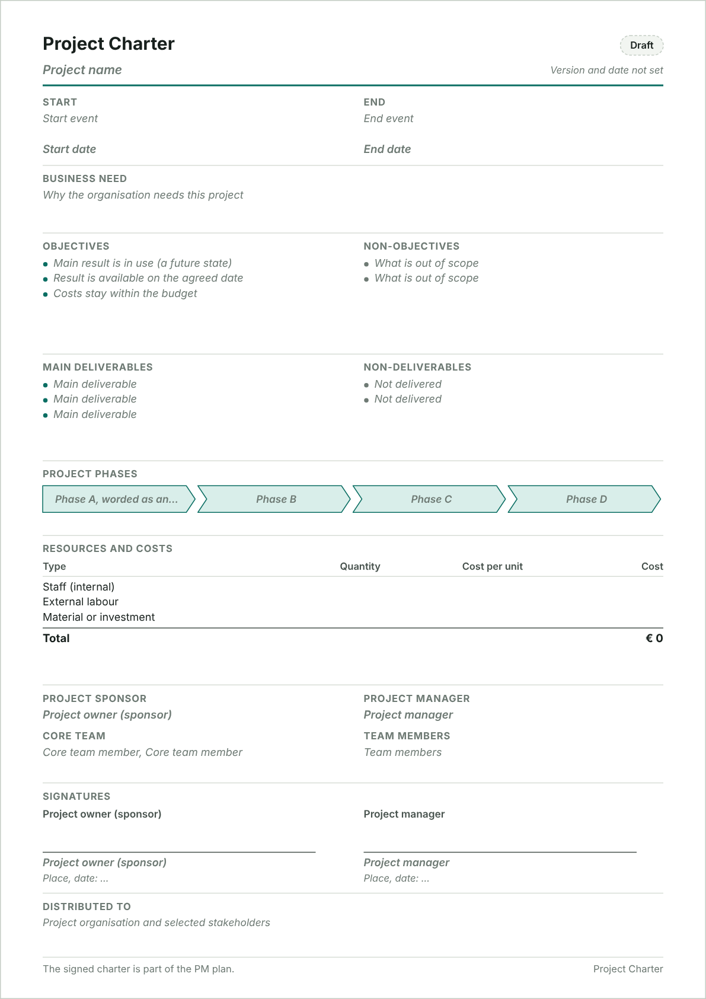 Project Charter
Draft
Project name
Version and date not set
START
END
Start event
End event
Start date
End date
BUSINESS NEED
Why the organisation needs this project
OBJECTIVES
NON-OBJECTIVES
Main result is in use (a future state)
What is out of scope
Result is available on the agreed date
What is out of scope
Costs stay within the budget
MAIN DELIVERABLES
NON-DELIVERABLES
Main deliverable
Not delivered
Main deliverable
Not delivered
Main deliverable
PROJECT PHASES
Phase A, worded as an...
Phase B
Phase C
Phase D
RESOURCES AND COSTS
Type Quantity Cost per unit Cost
Staff (internal)
External labour
Material or investment
Total € 0
PROJECT SPONSOR
PROJECT MANAGER
Project owner (sponsor)
Project manager
CORE TEAM
TEAM MEMBERS
Core team member, Core team member
Team members
SIGNATURES
Project owner (sponsor)
Project manager
Project owner (sponsor)
Project manager
Place, date: ...
Place, date: ...
DISTRIBUTED TO
Project organisation and selected stakeholders
The signed charter is part of the PM plan.
Project Charter